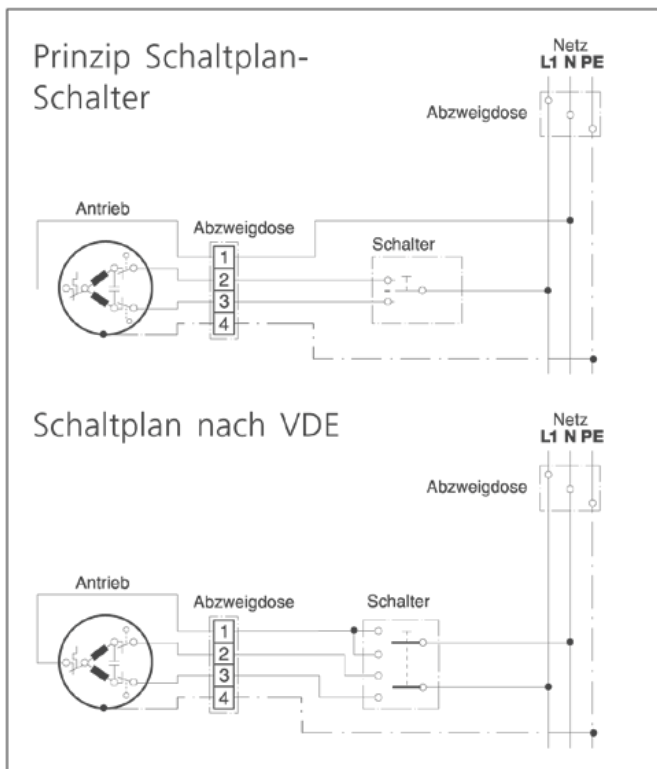 Prinzip Schaltplan-
Schalter
Netz
L1 N PE
Abzweigdose
Antrieb
Abzweigdose
Schalter
1
2
3
4
Schaltplan nach VDE
Netz
L1 N PE
Abzweigdose
Antrieb
Abzweigdose
Schalter
1
2
3
4